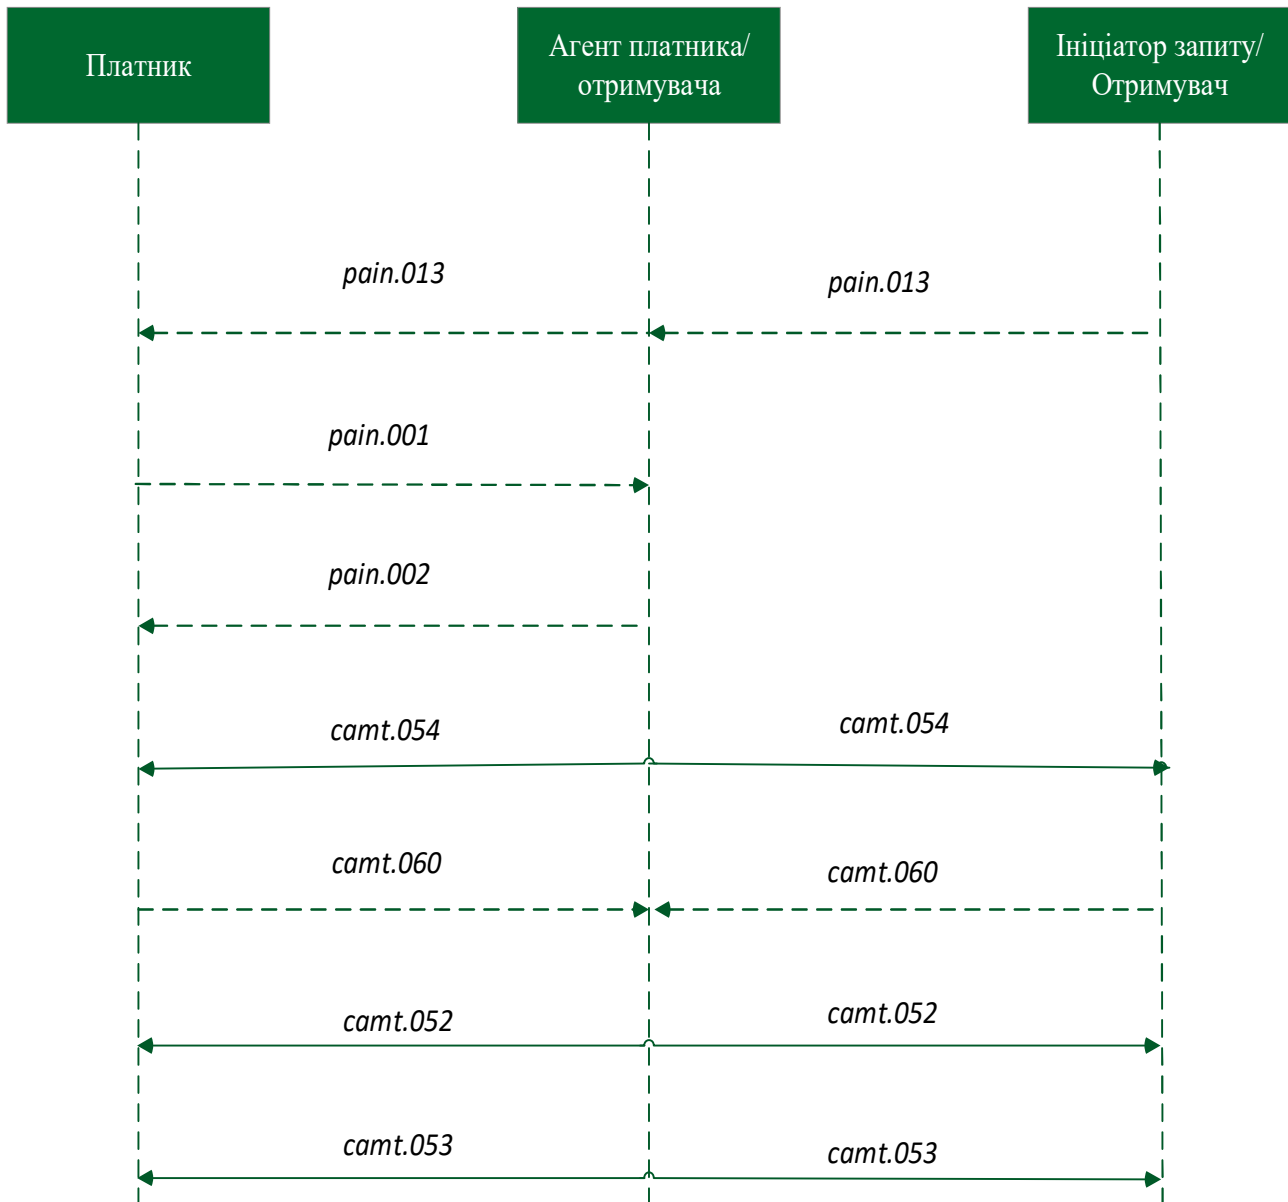 Платник
Агент платника/
отримувача
Ініціатор запиту/
Отримувач
pain.013
pain.013
pain.001
pain.002
camt.054
camt.054
camt.060
camt.060
camt.052
camt.052
camt.053
camt.053